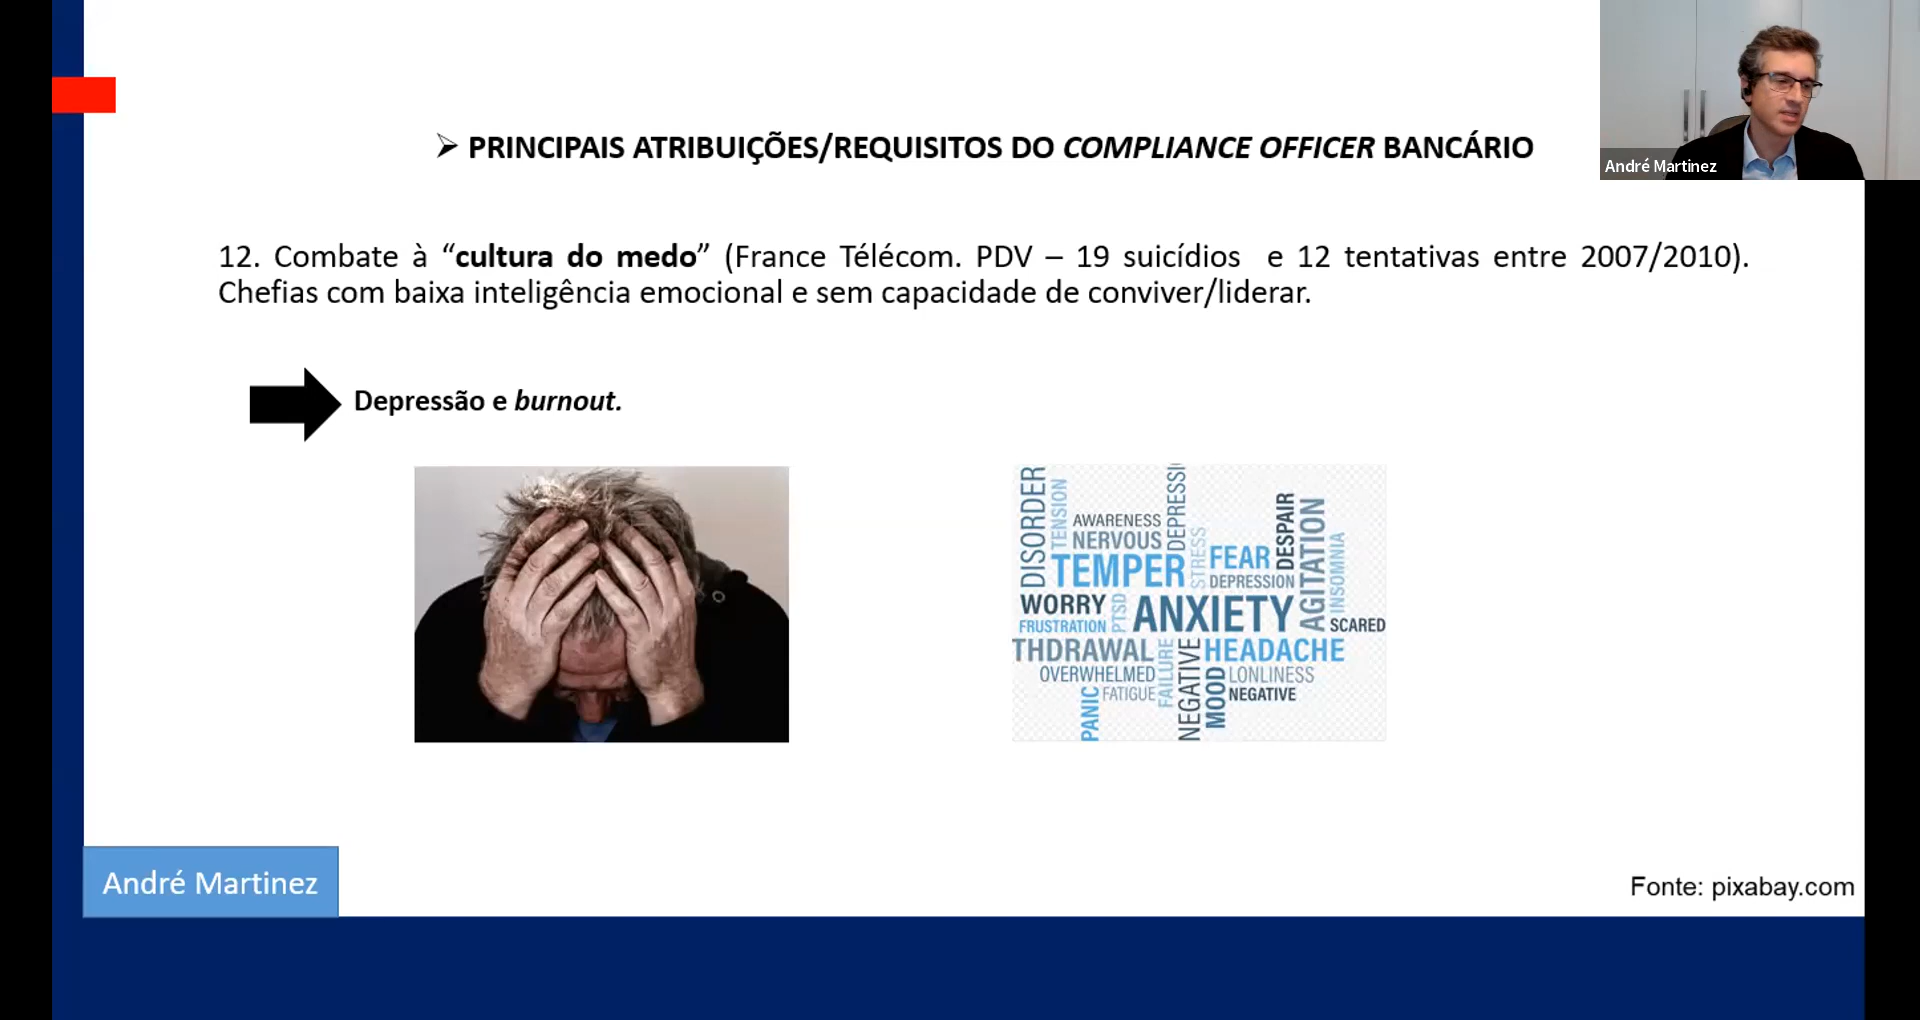 André Martinez
➢ PRINCIPAIS ATRIBUIÇÕES/REQUISITOS DO COMPLIANCE OFFICER BANCÁRIO
12. Combate à “cultura do medo” (France Télécom. PDV – 19 suicídios e 12 tentativas entre 2007/2010).
Chefias com baixa inteligência emocional e sem capacidade de conviver/liderar.
Depressão e burnout.
DISORDER
TENSION
AWARENESS
NERVOUS
DEPRESSI
TEMPER
STRESS
FEAR
DEPRESSION
DESPAIR
AGITATION
INSOMNIA
WORRY
FRUSTRATION
PTSD
ANXIETY
SCARED
THDRAWAL
OVERWHELMED
FATIGUE
PANIC
FAILURE
NEGATIVE
HEADACHE
MOOD
LONLINESS
NEGATIVE
André Martinez
Fonte: pixabay.com